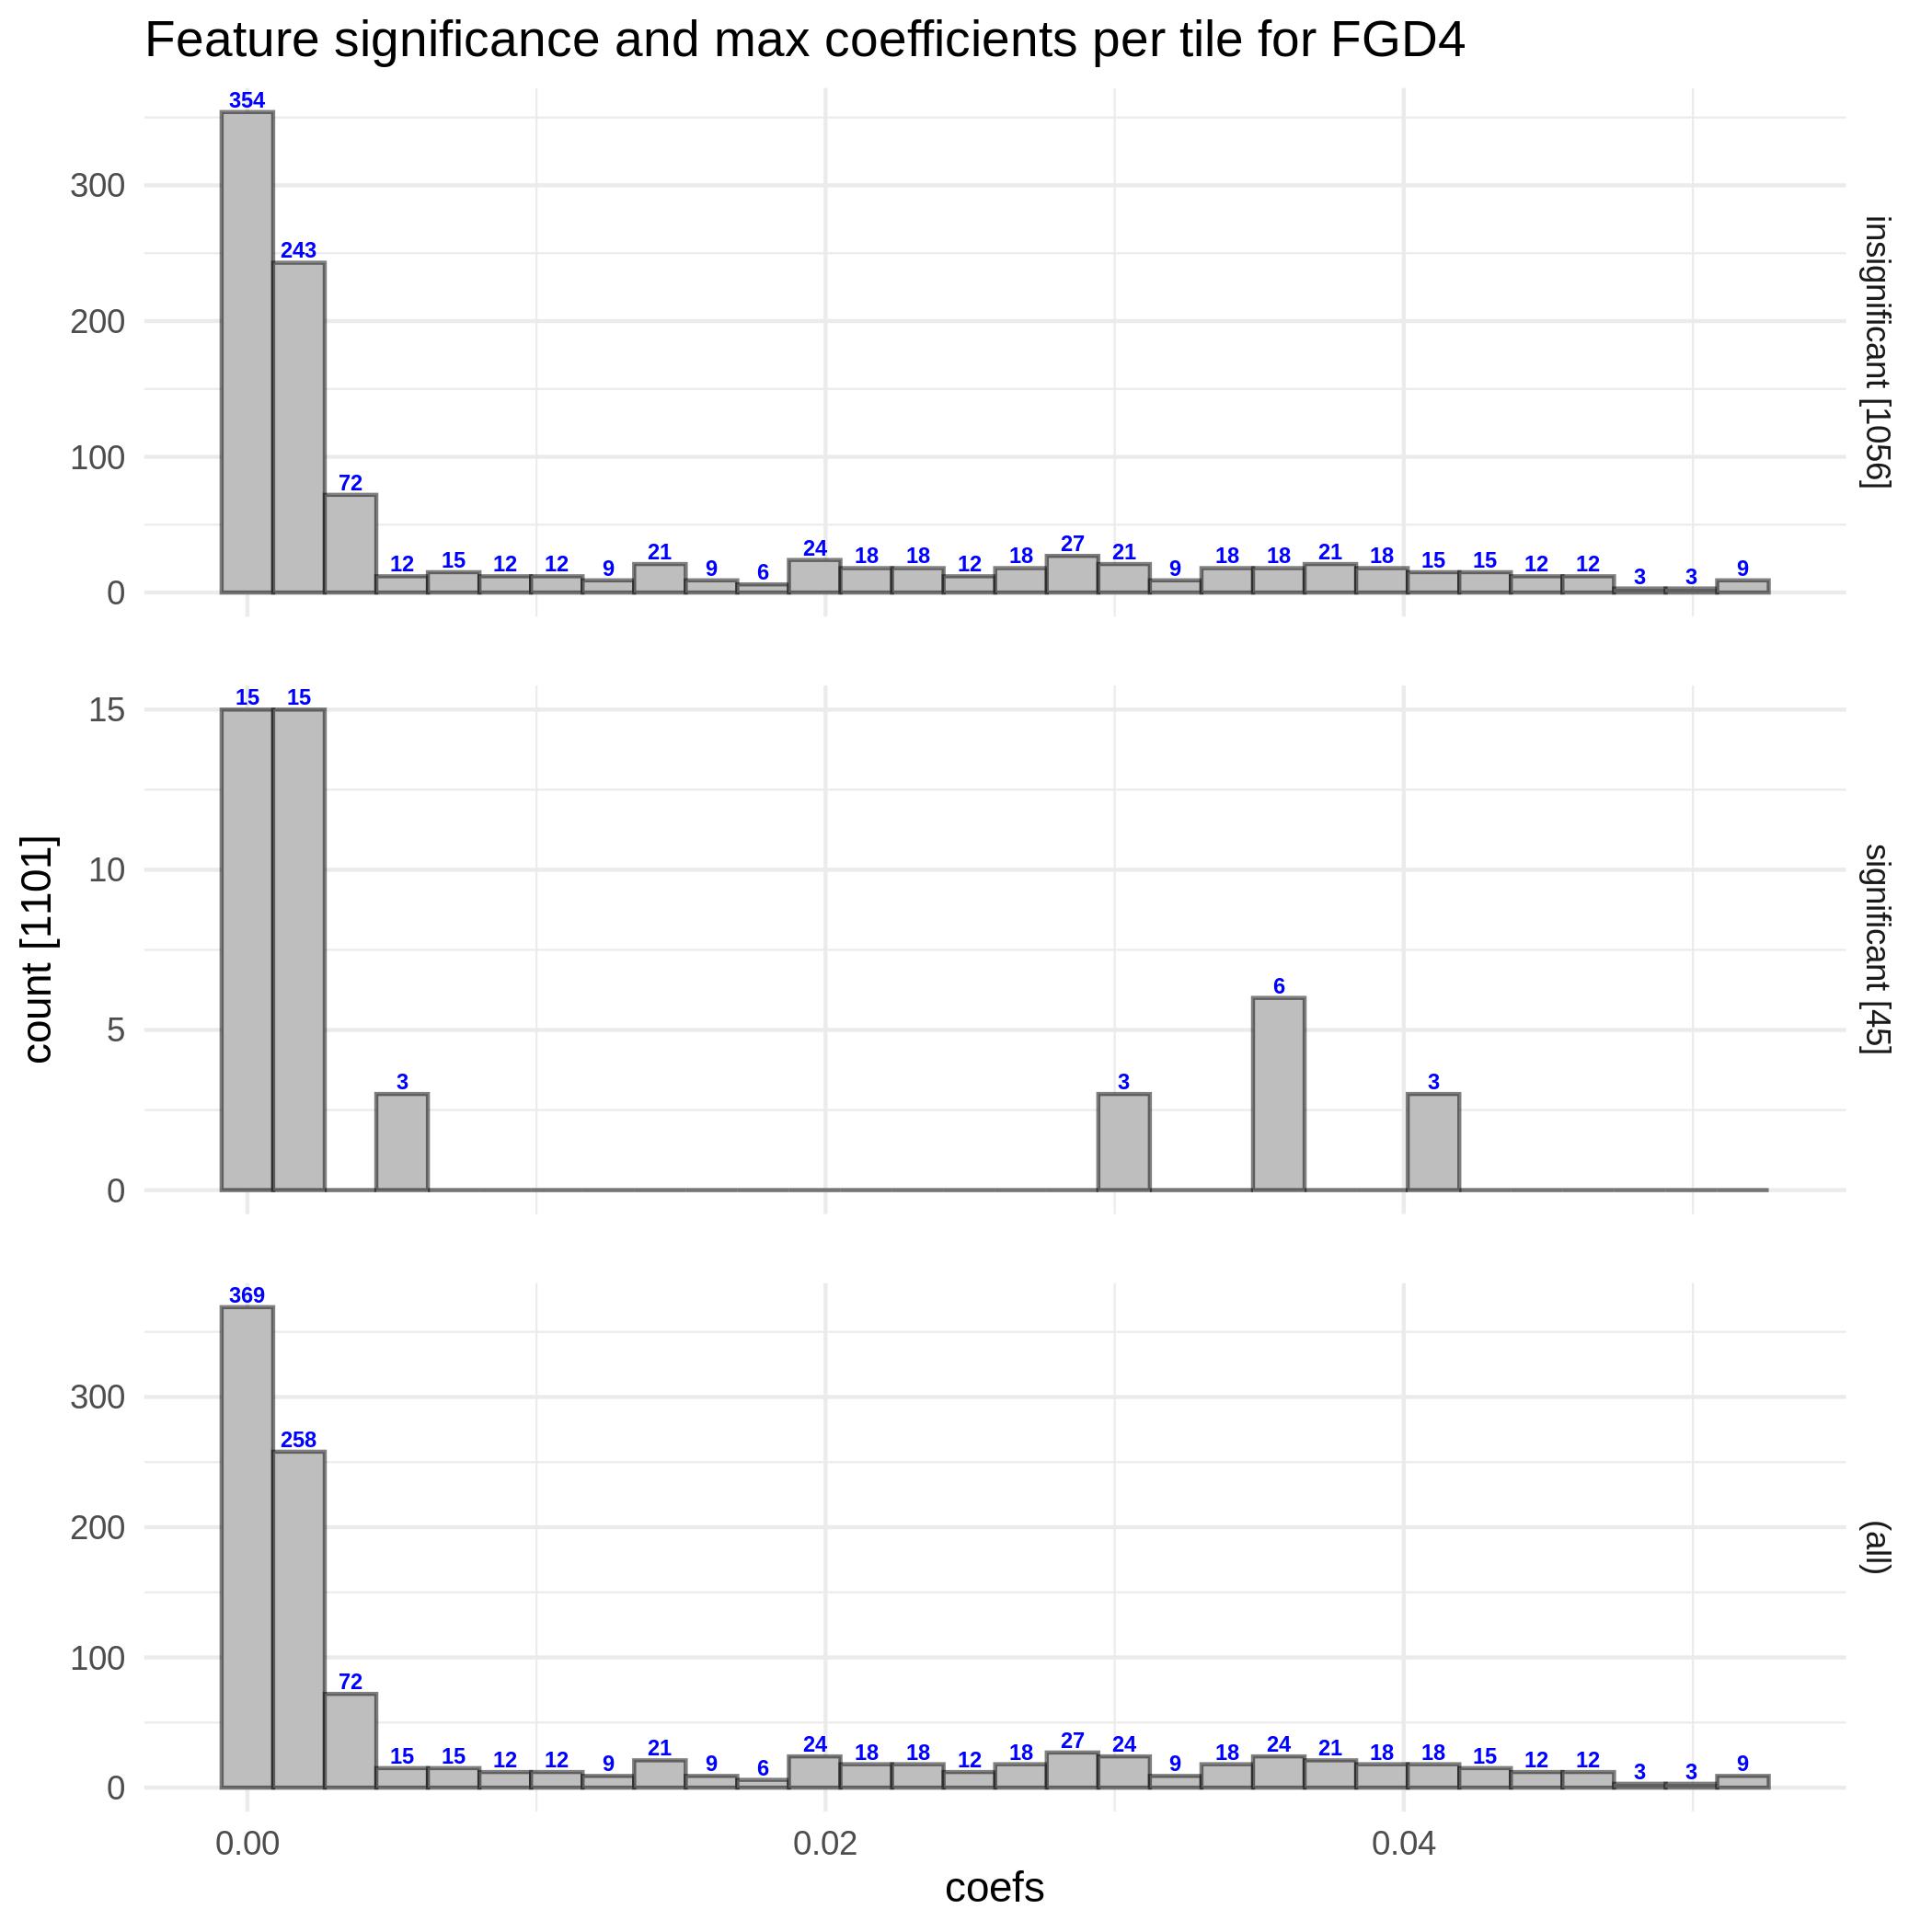 Feature significance and max coefficients per tile for FGD4
354
243
72
12 15 12 12 9 21 9 6 24 18 18 12 18 27 21 9 18 18 21 18 15 15 12 12 3 3 9
300
200
100
0
insignificant [1056]
15 15
3
3
6
3
15
10
5
0
significant [45]
count [1101]
369
258
72
15 15 12 12 9 21 9 6 24 18 18 12 18 27 24 9 18 24 21 18 18 15 12 12 3 3 9
300
200
100
0
(all)
0.00 0.02 0.04
coefs